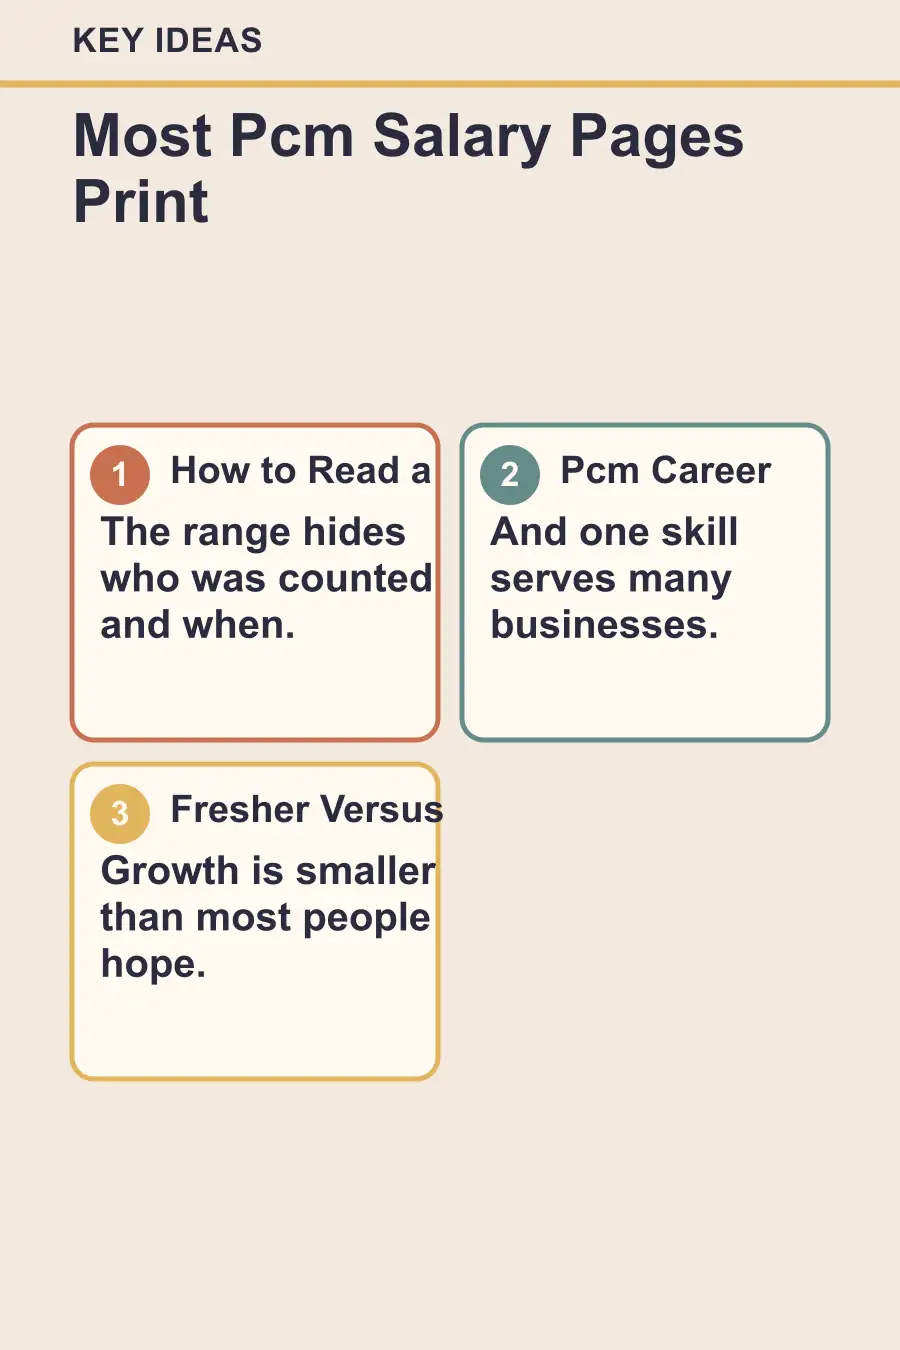 KEY IDEAS
Most Pcm Salary Pages
Print
1 How to Read a
The range hides
who was counted
and when.
2 Pcm Career
And one skill
serves many
businesses.
3 Fresher Versus
Growth is smaller
than most people
hope.